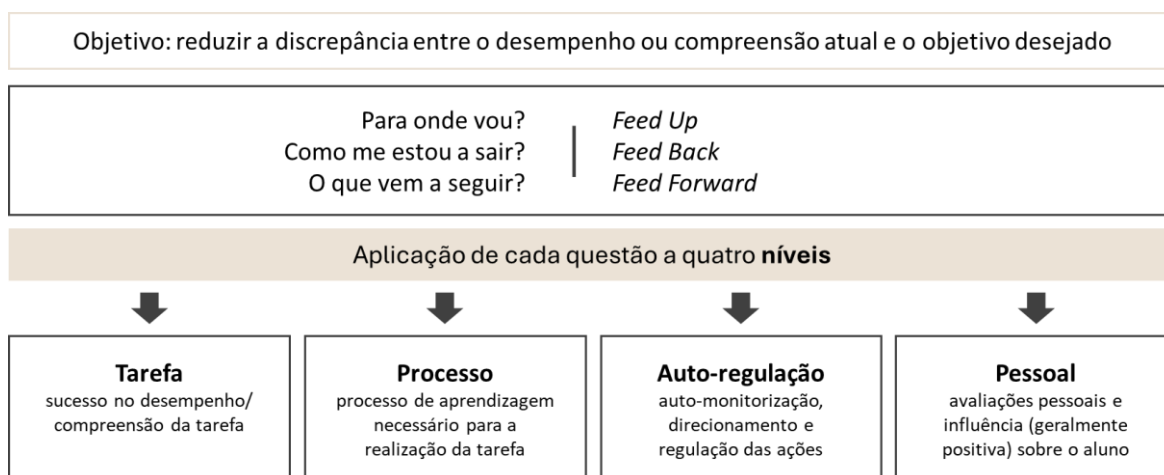 Objetivo: reduzir a discrepância entre o desempenho ou compreensão atual e o objetivo desejado
Para onde vou? Feed Up
Como me estou a sair? Feed Back
O que vem a seguir? Feed Forward
Aplicação de cada questão a quatro níveis
Tarefa
sucesso no desempenho/
compreensão da tarefa
Processo
processo de aprendizagem
necessário para a
realização da tarefa
Auto-regulação
auto-monitorização,
direcionamento e
regulação das ações
Pessoal
avaliações pessoais e
influência (geralmente
positiva) sobre o aluno